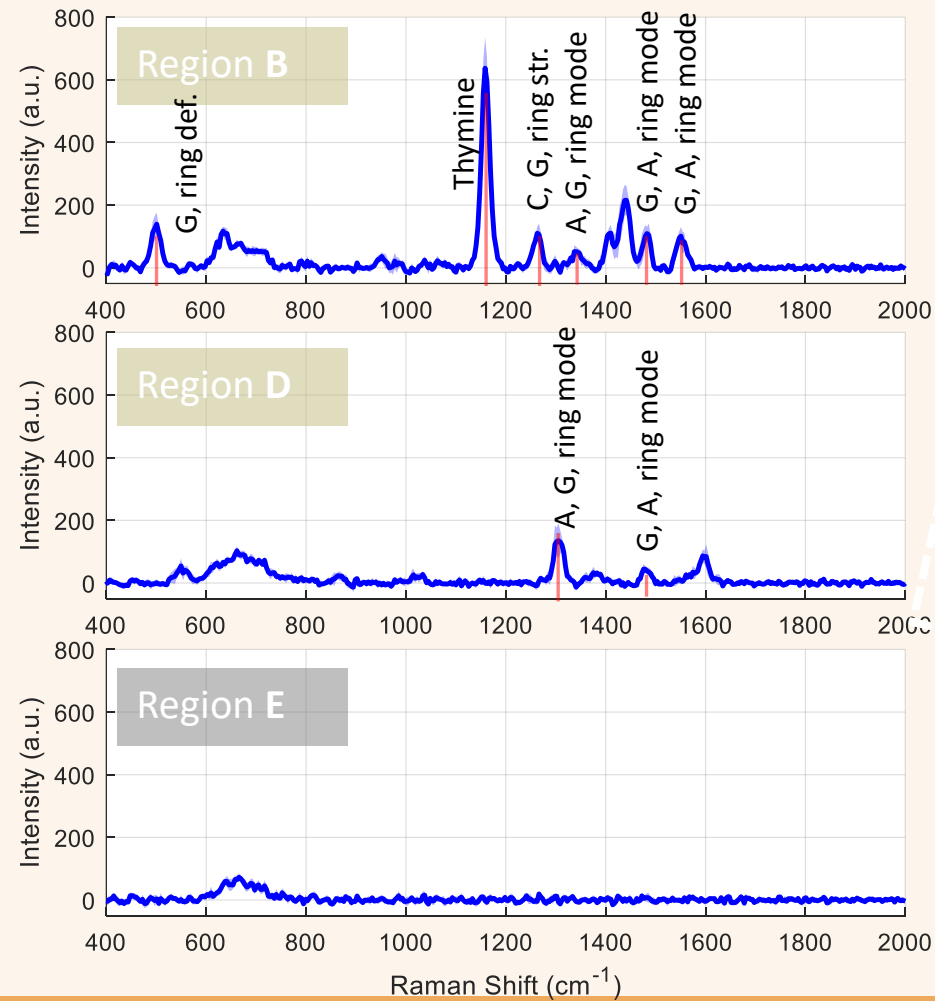 800
600
400
200
0
Intensity (a.u.)
Region B
G, ring def.
Thymine
C, G, ring str.
A, G, ring mode
G, A, ring mode
G, A, ring mode
400 600 800 1000 1200 1400 1600 1800 2000
800
600
400
200
0
Intensity (a.u.)
Region D
A, G, ring mode
G, A, ring mode
400 600 800 1000 1200 1400 1600 1800 2000
800
600
400
200
0
Intensity (a.u.)
Region E
400 600 800 1000 1200 1400 1600 1800 2000
Raman Shift (cm⁻¹)